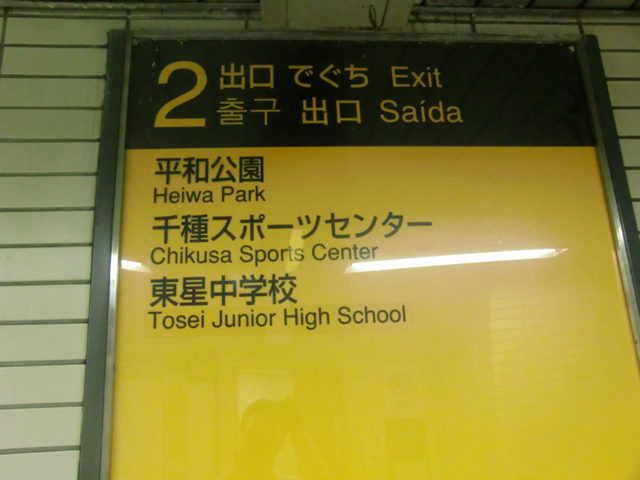 2 出口 でぐち Exit
출구 出口 Saída
平和公園
Heiwa Park
千種スポーツセンター
Chikusa Sports Center
東星中学校
Tosei Junior High School